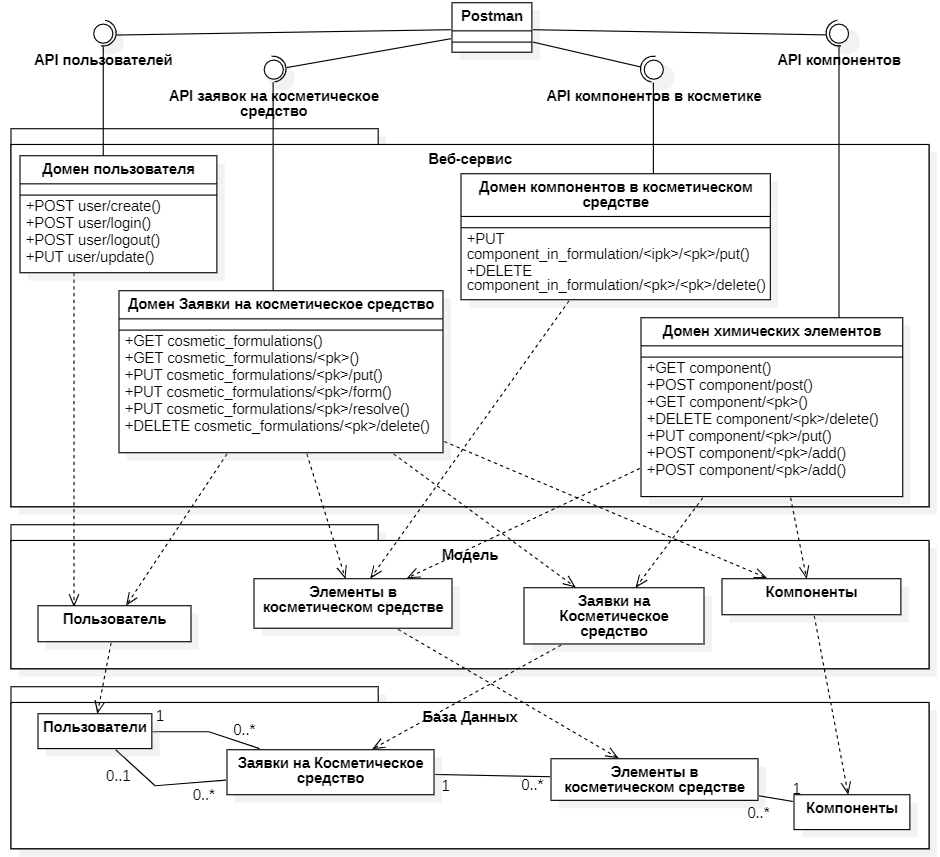 Postman
API пользователей
API компонентов
API заявок на косметическое
средство
API компонентов в косметике
Веб-сервис
Домен пользователя
+POST user/create()
+POST user/login()
+POST user/logout()
+PUT user/update()
Домен компонентов в косметическом
средстве
+PUT
component_in_formulation/<ipk>/<pk>/put()
+DELETE
component_in_formulation/<pk>/<pk>/delete()
Домен Заявки на косметическое средство
+GET cosmetic_formulations()
+GET cosmetic_formulations/<pk>()
+PUT cosmetic_formulations/<pk>/put()
+PUT cosmetic_formulations/<pk>/form()
+PUT cosmetic_formulations/<pk>/resolve()
+DELETE cosmetic_formulations/<pk>/delete()
Домен химических элементов
+GET component()
+POST component/post()
+GET component/<pk>()
+DELETE component/<pk>/delete()
+PUT component/<pk>/put()
+POST component/<pk>/add()
+POST component/<pk>/add()
Модель
Пользователь
Элементы в
косметическом средстве
Заявки на
Косметическое
средство
Компоненты
База Данных
Пользователи
1
0..*
0..1
0..*
Заявки на Косметическое
средство
1
0..*
Элементы в
косметическом средстве
0..*
1
Компоненты